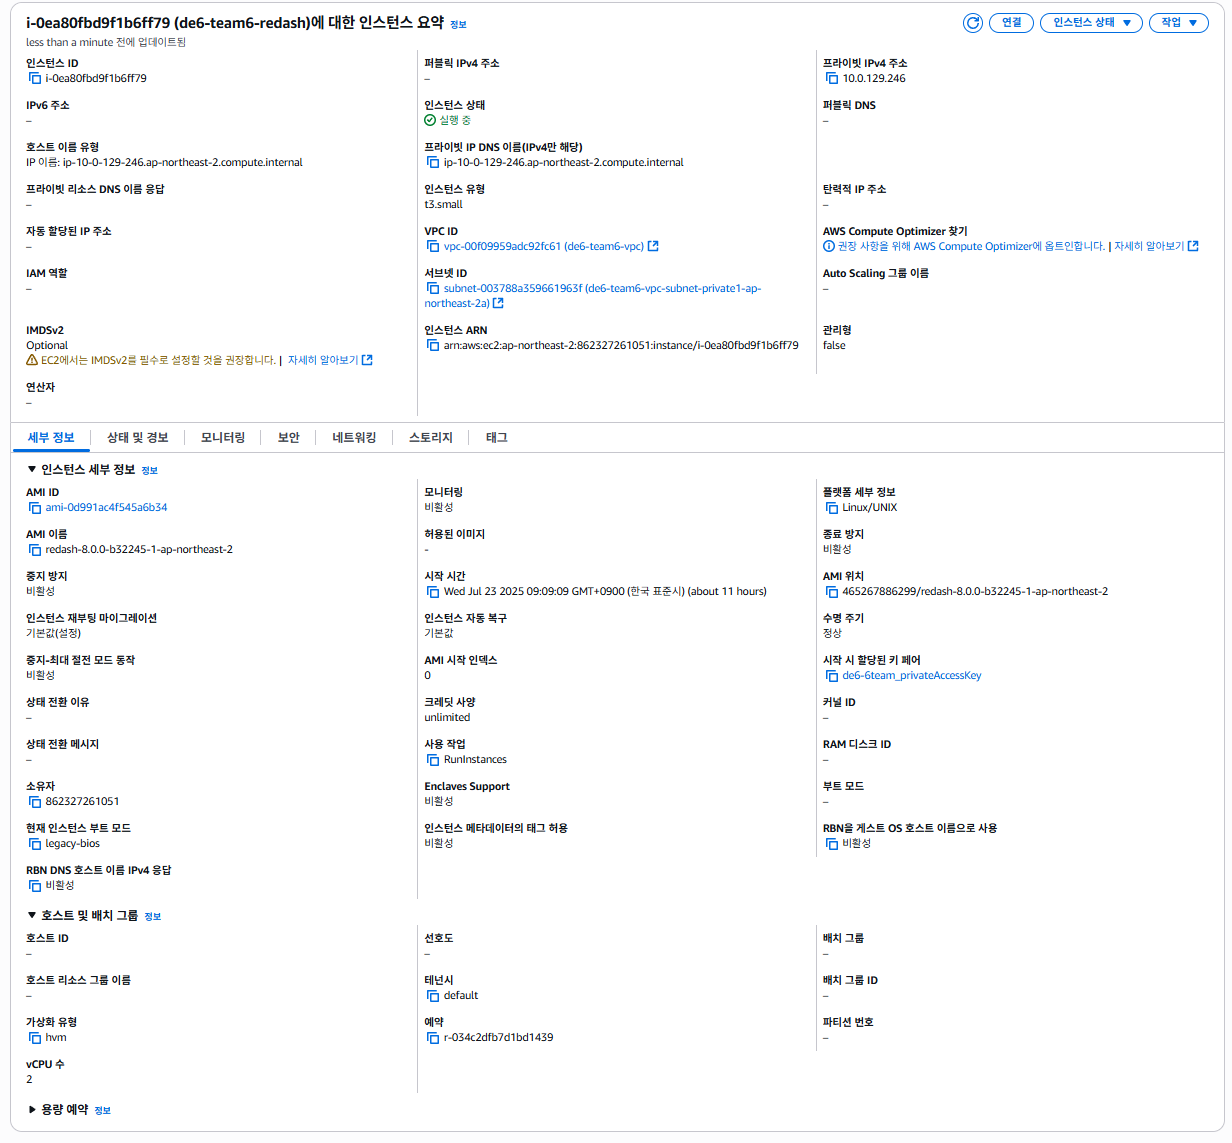 i-0ea80fbd9f1b6ff79 (de6-team6-redash)에 대한 인스턴스 요약 정보
연결
인스턴스 상태
작업
less than a minute 전에 업데이트됨
인스턴스 ID
i-0ea80fbd9f1b6ff79
퍼블릭 IPv4 주소
–
프라이빗 IPv4 주소
10.0.129.246
IPv6 주소
–
인스턴스 상태
실행 중
퍼블릭 DNS
–
호스트 이름 유형
IP 이름: ip-10-0-129-246.ap-northeast-2.compute.internal
프라이빗 IP DNS 이름(IPv4만 해당)
ip-10-0-129-246.ap-northeast-2.compute.internal
프라이빗 리소스 DNS 이름 응답
–
인스턴스 유형
t3.small
탄력적 IP 주소
–
자동 할당된 IP 주소
–
VPC ID
vpc-00f09959adc92fc61 (de6-team6-vpc)
AWS Compute Optimizer 찾기
권장 사항을 위해 AWS Compute Optimizer에 옵트인합니다. | 자세히 알아보기
IAM 역할
–
서브넷 ID
subnet-003788a359661963f (de6-team6-vpc-subnet-private1-ap-
northeast-2a)
Auto Scaling 그룹 이름
–
IMDSv2
Optional
EC2에서는 IMDSv2를 필수로 설정할 것을 권장합니다. | 자세히 알아보기
인스턴스 ARN
arn:aws:ec2:ap-northeast-2:862327261051:instance/i-0ea80fbd9f1b6ff79
관리형
false
연산자
–
세부 정보
상태 및 경보
모니터링
보안
네트워킹
스토리지
태그
인스턴스 세부 정보 정보
AMI ID
ami-0d991ac4f545a6b34
모니터링
비활성
플랫폼 세부 정보
Linux/UNIX
AMI 이름
redash-8.0.0-b32245-1-ap-northeast-2
허용된 이미지
-
종료 방지
비활성
중지 방지
비활성
시작 시간
Wed Jul 23 2025 09:09:09 GMT+0900 (한국 표준시) (about 11 hours)
AMI 위치
465267886299/redash-8.0.0-b32245-1-ap-northeast-2
인스턴스 재부팅 마이그레이션
기본값(설정)
인스턴스 자동 복구
기본값
수명 주기
정상
중지-최대 절전 모드 동작
비활성
AMI 시작 인덱스
0
시작 시 할당된 키 페어
de6-6team_privateAccessKey
상태 전환 이유
–
크레딧 사양
unlimited
커널 ID
–
상태 전환 메시지
–
사용 작업
RunInstances
RAM 디스크 ID
–
소유자
862327261051
Enclaves Support
비활성
부트 모드
–
현재 인스턴스 부트 모드
legacy-bios
인스턴스 메타데이터의 태그 허용
비활성
RBN을 게스트 OS 호스트 이름으로 사용
비활성
RBN DNS 호스트 이름 IPv4 응답
비활성
호스트 및 배치 그룹 정보
호스트 ID
–
선호도
–
배치 그룹
–
호스트 리소스 그룹 이름
–
테넌시
default
배치 그룹 ID
–
가상화 유형
hvm
예약
r-034c2dfb7d1bd1439
파티션 번호
–
vCPU 수
2
용량 예약 정보